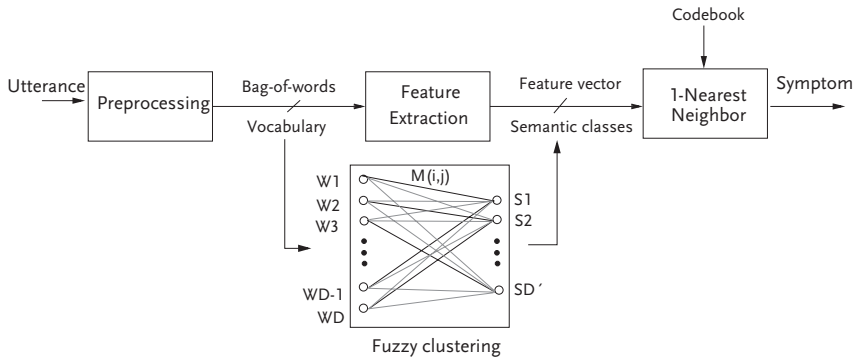 Codebook
Utterance
Preprocessing
Bag-of-words
Vocabulary
Feature
Extraction
Feature vector
Semantic classes
1-Nearest
Neighbor
Symptom
M(i,j)
W1
W2
W3
WD-1
WD
S1
S2
SD´
Fuzzy clustering